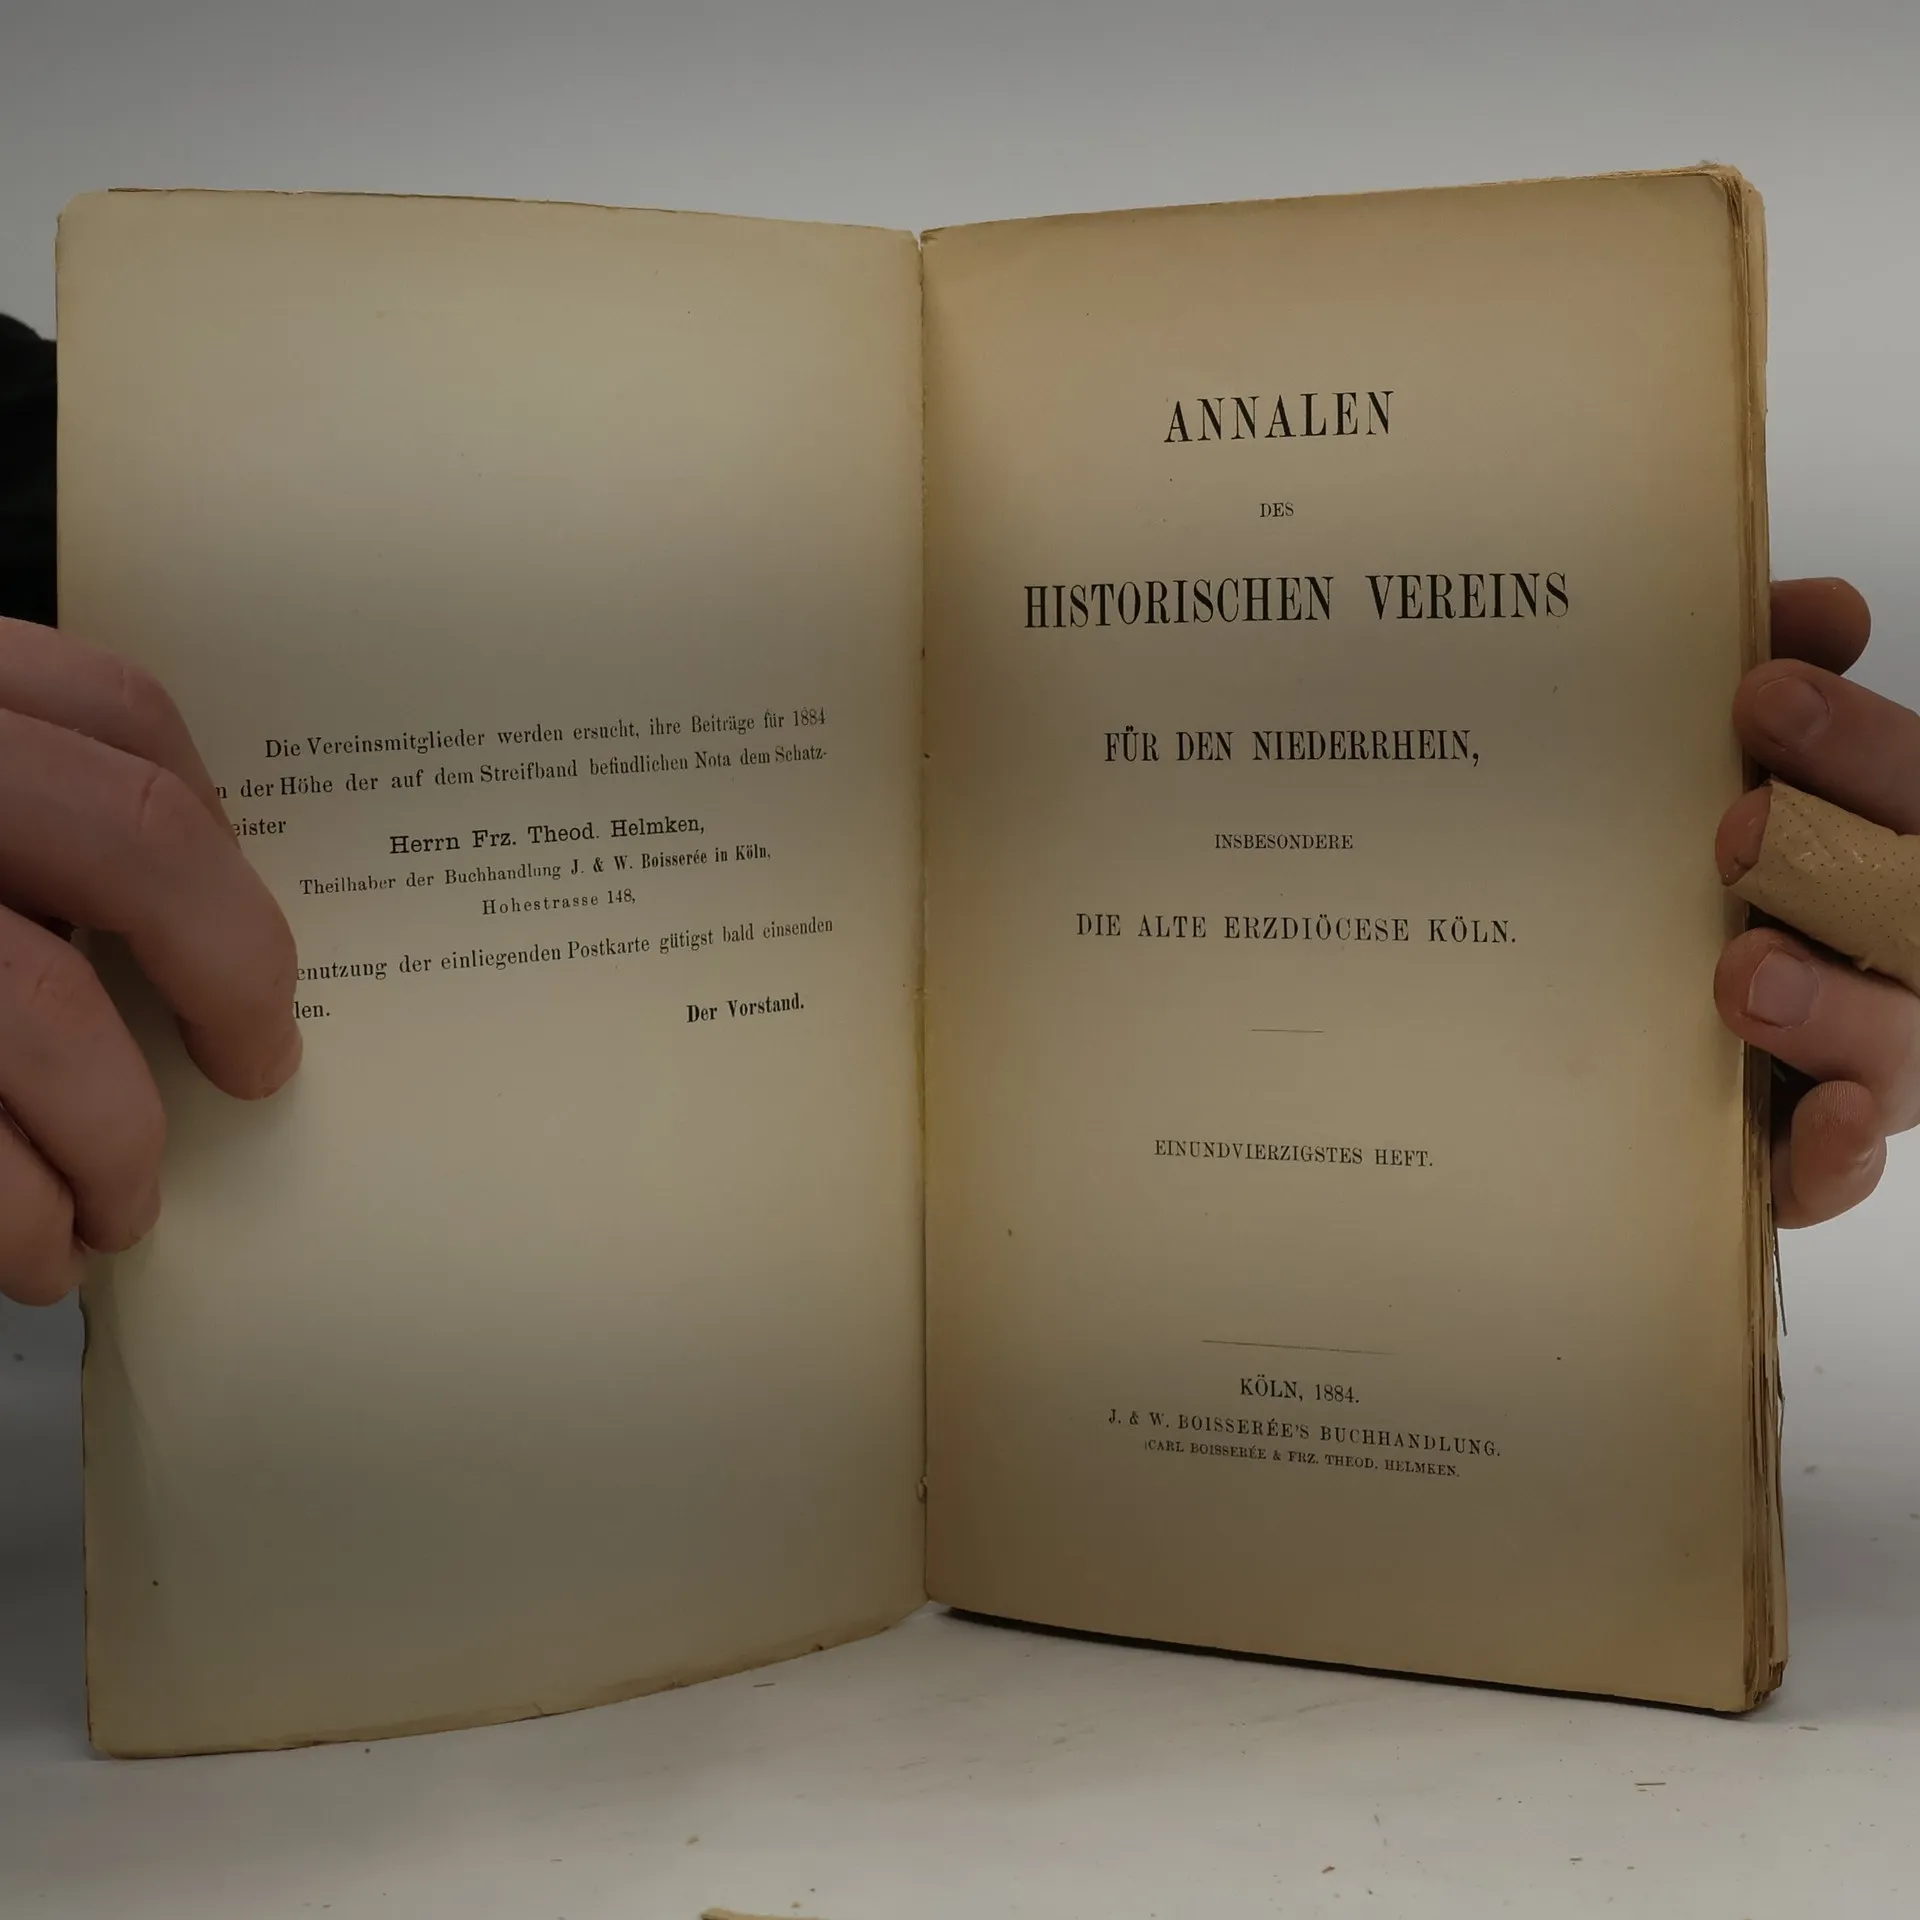 Die Vereinsmitglieder werden ersucht, ihre Beiträge für 1884
n der Höhe der auf dem Streifband befindlichen Nota dem Schatz-
eister
Herrn Frz. Theod. Helmken,
Theilhaber der Buchhandlung J. & W. Boisserée in Köln,
Hohestrasse 148,
enutzung der einliegenden Postkarte gütigst bald einsenden
len.
Der Vorstand.
ANNALEN
DES
HISTORISCHEN VEREINS
FÜR DEN NIEDERRHEIN,
INSBESONDERE
DIE ALTE ERZDIÖCESE KÖLN.
EINUNDVIERZIGSTES HEFT.
KÖLN, 1884.
J. & W. BOISSERÉE'S BUCHHANDLUNG.
(CARL BOISSERÉE & FRZ. THEOD. HELMKEN.